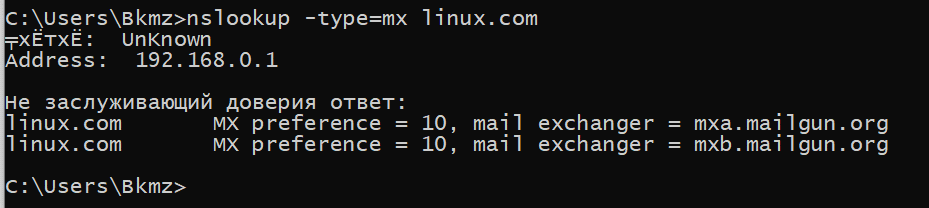 C:\Users\Bkmz>nslookup -type=mx linux.com
╤хЁтхЁ:  UnKnown
Address:  192.168.0.1
Не заслуживающий доверия ответ:
linux.com       MX preference = 10, mail exchanger = mxa.mailgun.org
linux.com       MX preference = 10, mail exchanger = mxb.mailgun.org
C:\Users\Bkmz>